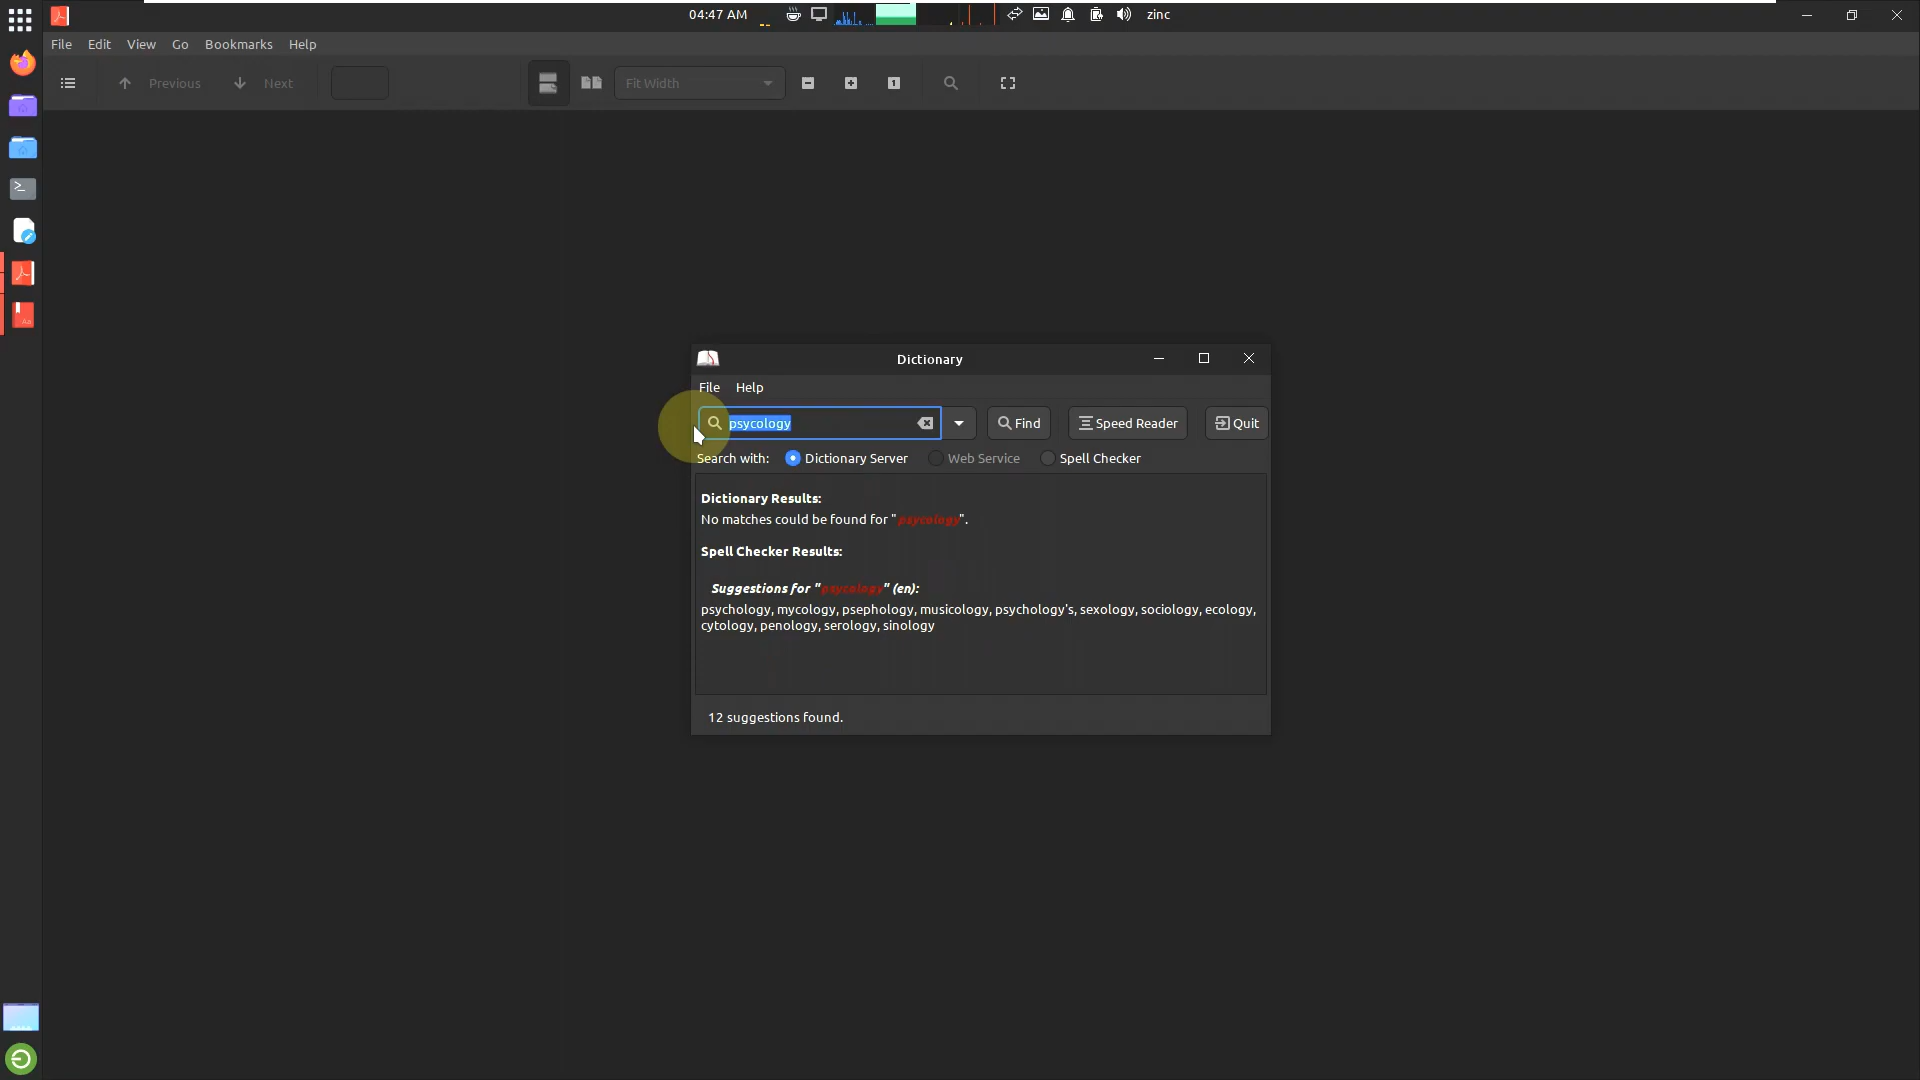 04:47 AM
zinc
File Edit View Go Bookmarks Help
Previous Next Fit Width
Dictionary
File Help
psycology Find Speed Reader Quit
Search with: Dictionary Server Web Service Spell Checker
Dictionary Results:
No matches could be found for "psycology".
Spell Checker Results:
Suggestions for "psycology" (en):
psychology, mycology, psephology, musicology, psychology's, sexology, sociology, ecology,
cytology, penology, serology, sinology
12 suggestions found.